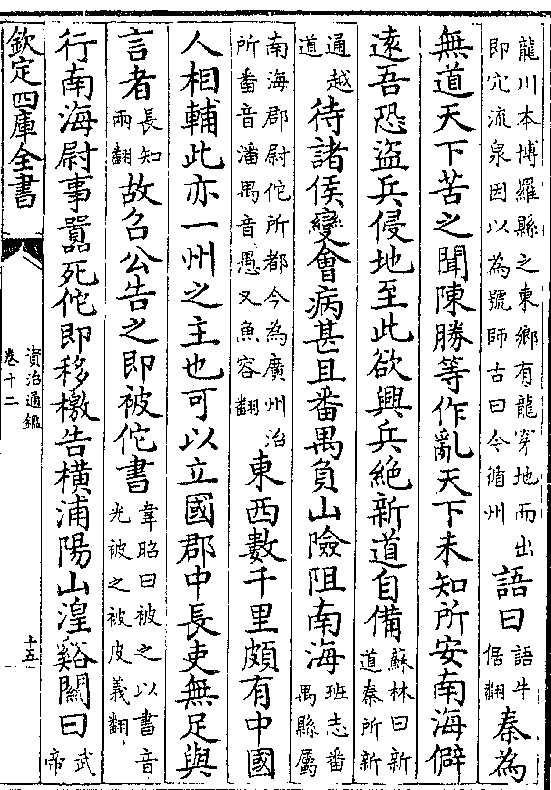 龍川本博羅縣之東鄉有龍穿地而出
即穴流泉因以為號師古曰今循州
語曰
語牛
倨翻
秦為
無道天下苦之聞陳勝等作亂天下未知所安南海僻
遠吾恐盜兵侵地至此欲興兵絕新道自備
蘇林曰新
道秦所新
通越
道
待諸侯變會病甚且番禺負山險阻南海
班志番
禺縣屬
南海郡尉佗所都今為廣州治
所番音潘禺音愚又魚容翻
東西數千里頗有中國
人相輔此亦一州之主也可以立國郡中長吏無足與
言者
長知
兩翻
故召公告之即被佗書
韋昭曰被之以書音
光被之被皮義翻
行南海尉事囂死佗即移檄告橫浦陽山湟谿關曰
武
帝
欽定四庫全書
資治通鑑
卷十二
十五